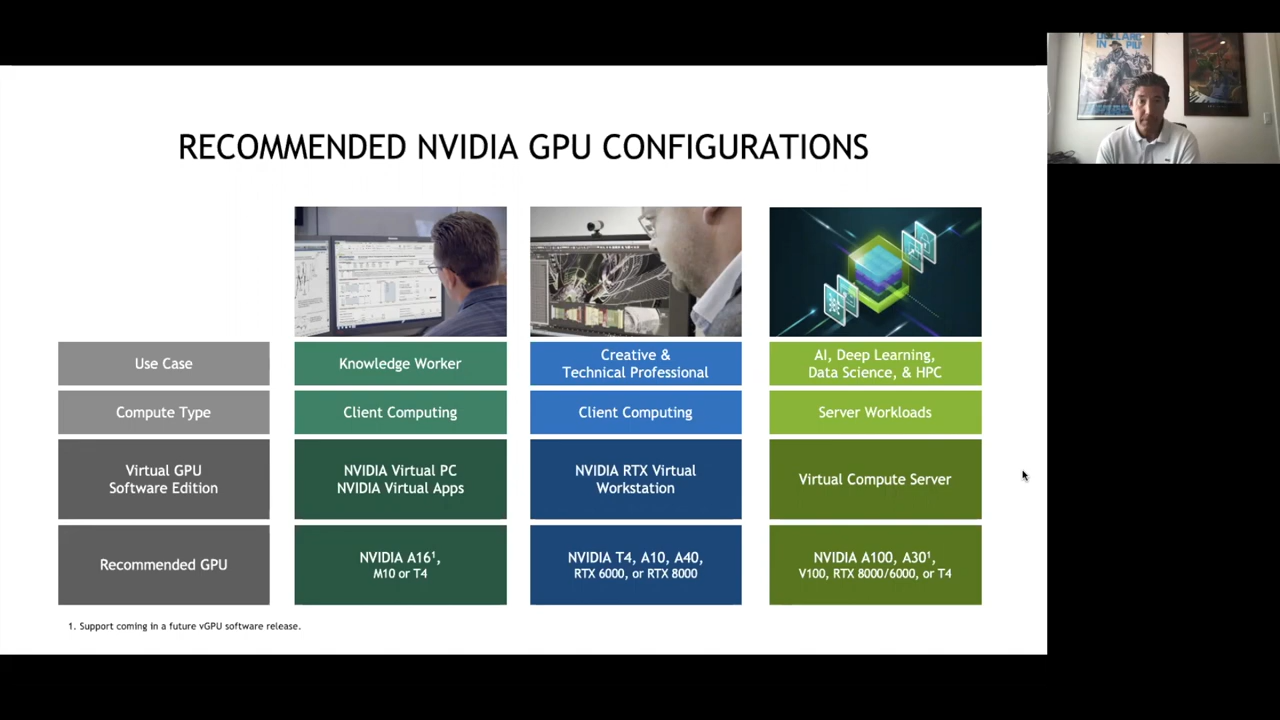 RECOMMENDED NVIDIA GPU CONFIGURATIONS
Use Case
Knowledge Worker
Creative &
Technical Professional
AI, Deep Learning,
Data Science, & HPC
Compute Type
Client Computing
Client Computing
Server Workloads
Virtual GPU
Software Edition
NVIDIA Virtual PC
NVIDIA Virtual Apps
NVIDIA RTX Virtual
Workstation
Virtual Compute Server
Recommended GPU
NVIDIA A16¹,
M10 or T4
NVIDIA T4, A10, A40,
RTX 6000, or RTX 8000
NVIDIA A100, A30¹,
V100, RTX 8000/6000, or T4
1. Support coming in a future vGPU software release.